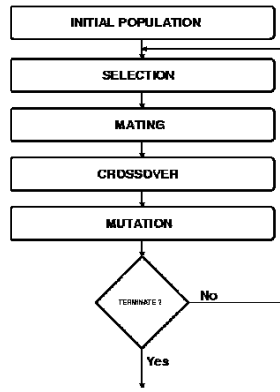 INITIAL POPULATION
SELECTION
MATING
CROSSOVER
MUTATION
TERMINATE ?
No
Yes